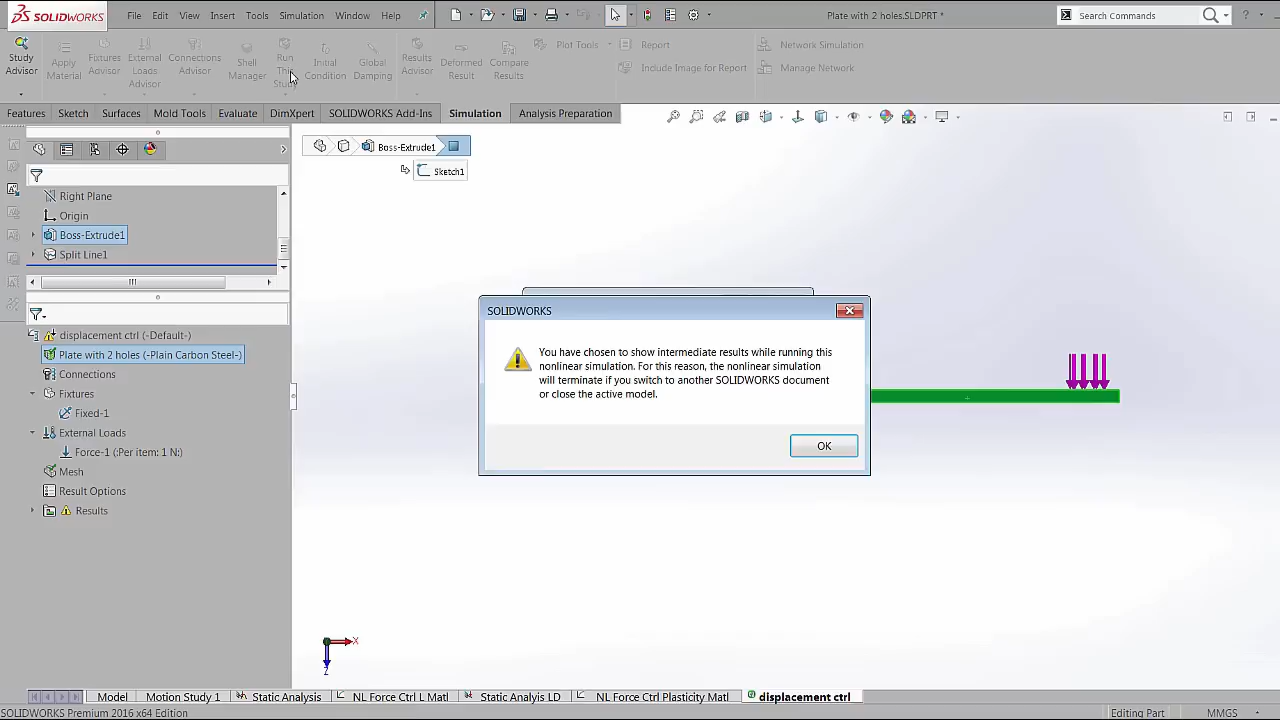 SOLIDWORKS
File Edit View Insert Tools Simulation Window
Plate with 2 holes.SLDPRT *
Search Commands
?
Study Advisor
Apply Material
Fixtures Advisor
External Loads Advisor
Connections Advisor
Shell Manager
Run This Study
Initial Condition
Global Damping
Results Advisor
Deformed Result
Compare Results
Plot Tools
Report
Include Image for Report
Network Simulation
Manage Network
Features Sketch Surfaces Mold Tools Evaluate DimXpert SOLIDWORKS Add-Ins Simulation Analysis Preparation
Boss-Extrude1
Sketch1
Right Plane
Origin
Boss-Extrude1
Split Line1
displacement ctrl (-Default-)
Plate with 2 holes (-Plain Carbon Steel-)
Connections
Fixtures
Fixed-1
External Loads
Force-1 (:Per item: 1 N:)
Mesh
Result Options
Results
SOLIDWORKS
You have chosen to show intermediate results while running this
nonlinear simulation. For this reason, the nonlinear simulation
will terminate if you switch to another SOLIDWORKS document
or close the active model.
OK
X
Z
Model Motion Study 1 Static Analysis NL Force Ctrl L Matl Static Analysis LD NL Force Ctrl Plasticity Matl displacement ctrl
SOLIDWORKS Premium 2016 x64 Edition
Editing Part MMGS